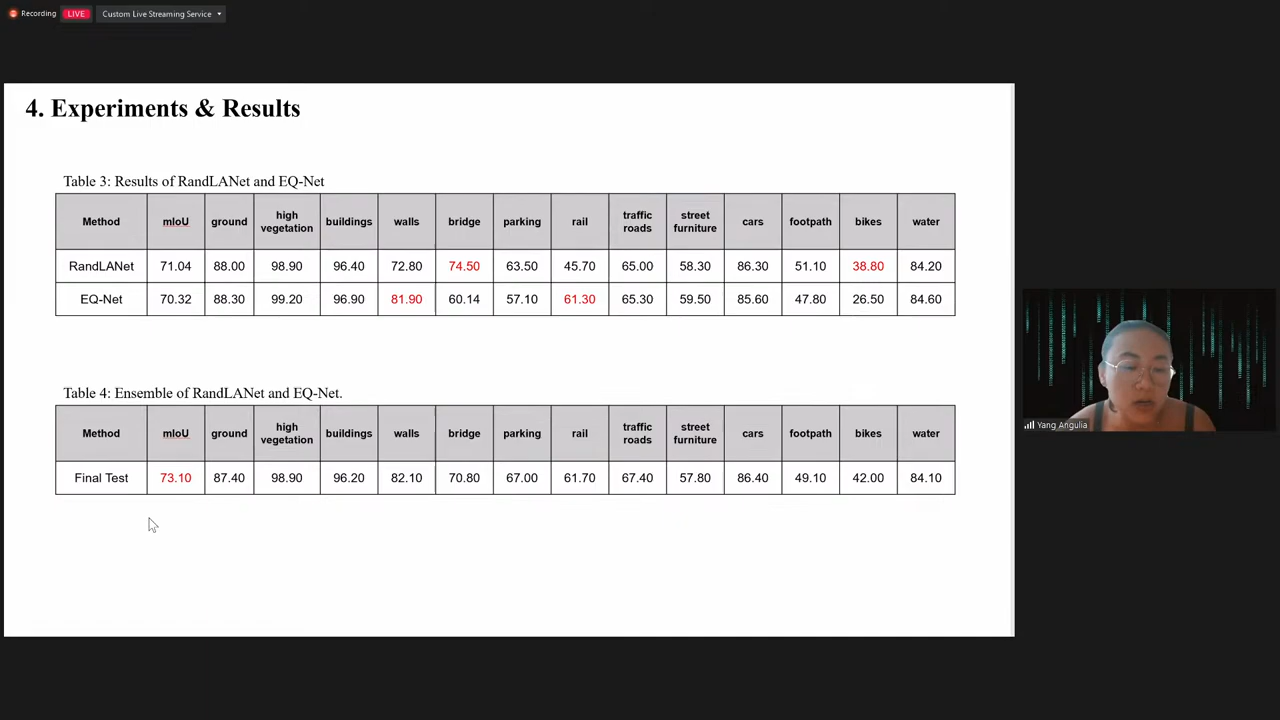 Recording LIVE Custom Live Streaming Service
4. Experiments & Results
Table 3: Results of RandLANet and EQ-Net
Method mIoU ground high vegetation buildings walls bridge parking rail traffic roads street furniture cars footpath bikes water
RandLANet 71.04 88.00 98.90 96.40 72.80 74.50 63.50 45.70 65.00 58.30 86.30 51.10 38.80 84.20
EQ-Net 70.32 88.30 99.20 96.90 81.90 60.14 57.10 61.30 65.30 59.50 85.60 47.80 26.50 84.60
Table 4: Ensemble of RandLANet and EQ-Net.
Method mIoU ground high vegetation buildings walls bridge parking rail traffic roads street furniture cars footpath bikes water
Final Test 73.10 87.40 98.90 96.20 82.10 70.80 67.00 61.70 67.40 57.80 86.40 49.10 42.00 84.10
Yang Angulia